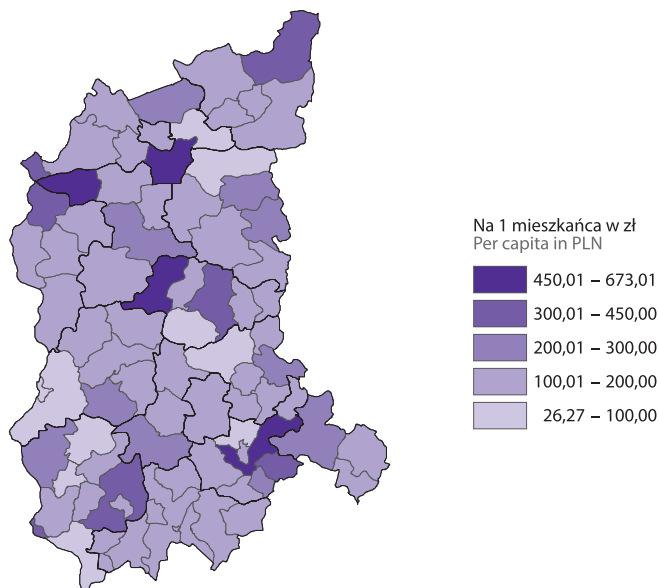 Na 1 mieszkańca w zł
Per capita in PLN
450,01 – 673,01
300,01 – 450,00
200,01 – 300,00
100,01 – 200,00
26,27 – 100,00